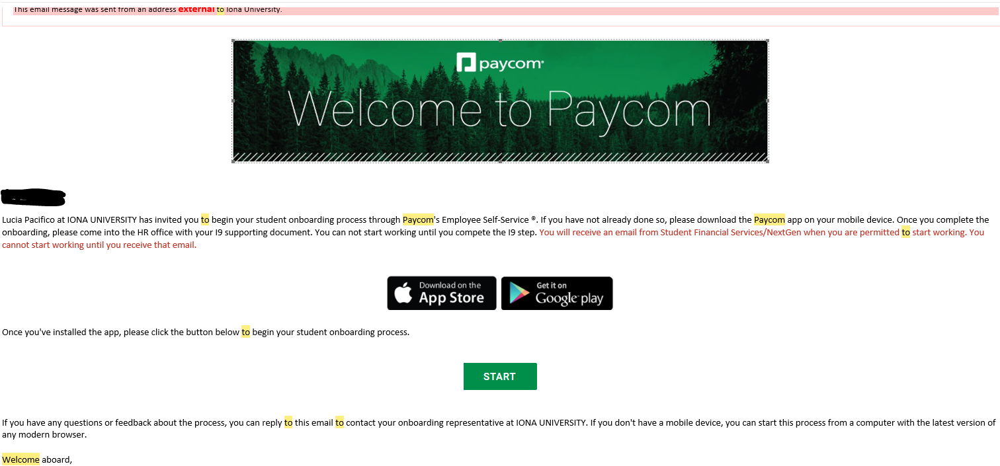 This email message was sent from an address external to Iona University.
paycom®
Welcome to Paycom
Lucia Pacifico at IONA UNIVERSITY has invited you to begin your student onboarding process through Paycom's Employee Self-Service ®. If you have not already done so, please download the Paycom app on your mobile device. Once you complete the
onboarding, please come into the HR office with your I9 supporting document. You can not start working until you compete the I9 step. You will receive an email from Student Financial Services/NextGen when you are permitted to start working. You
cannot start working until you receive that email.
Download on the
App Store
Get it on
Google play
Once you've installed the app, please click the button below to begin your student onboarding process.
START
If you have any questions or feedback about the process, you can reply to this email to contact your onboarding representative at IONA UNIVERSITY. If you don't have a mobile device, you can start this process from a computer with the latest version of
any modern browser.
Welcome aboard,